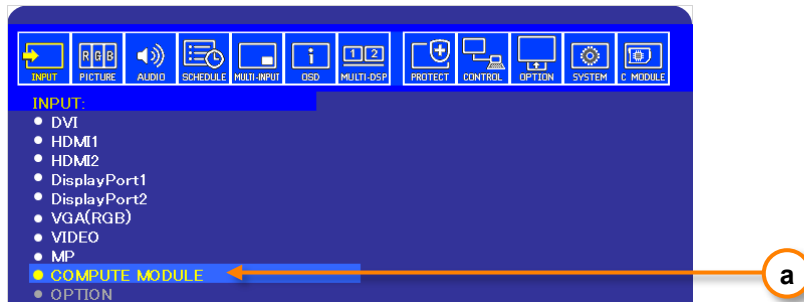 RGB i 1 2
INPUT PICTURE AUDIO SCHEDULE MULTI-INPUT OSD MULTI-DSP PROTECT CONTROL OPTION SYSTEM C MODULE
INPUT:
DVI
HDMI1
HDMI2
DisplayPort1
DisplayPort2
VGA(RGB)
VIDEO
MP
COMPUTE MODULE
a
OPTION